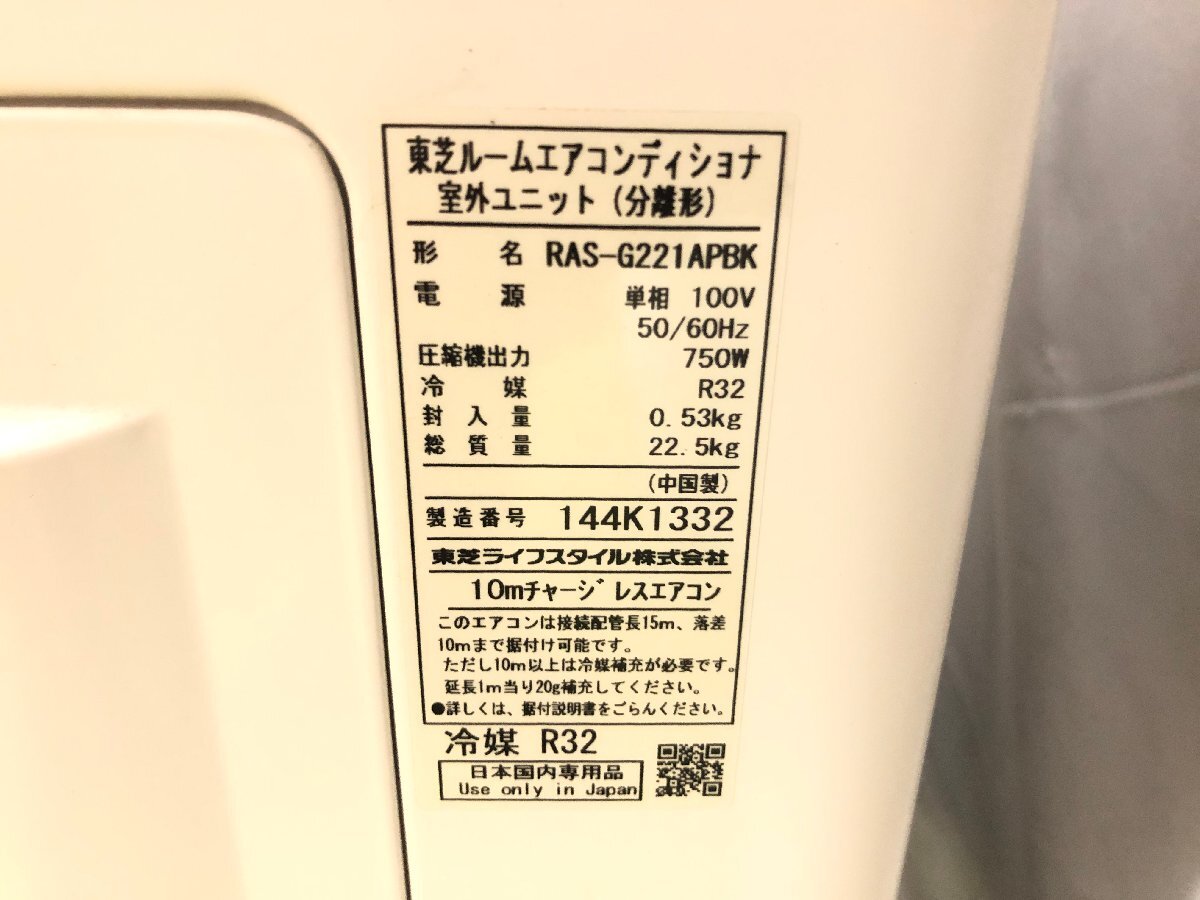 東芝ルームエアコンディショナ
室外ユニット(分離形)
形 名 RAS-G221APBK
電 源 単相 100V
50/60Hz
圧縮機出力 750W
冷 媒 R32
封 入 量 0.53kg
総 質 量 22.5kg
(中国製)
製造番号 144K1332
東芝ライフスタイル株式会社
10mチャージレスエアコン
このエアコンは接続配管長15m、落差
10mまで据付け可能です。
ただし10m以上は冷媒補充が必要です。
延長1m当り20g補充してください。
●詳しくは、据付説明書をごらんください。
冷媒 R32
日本国内専用品
Use only in Japan